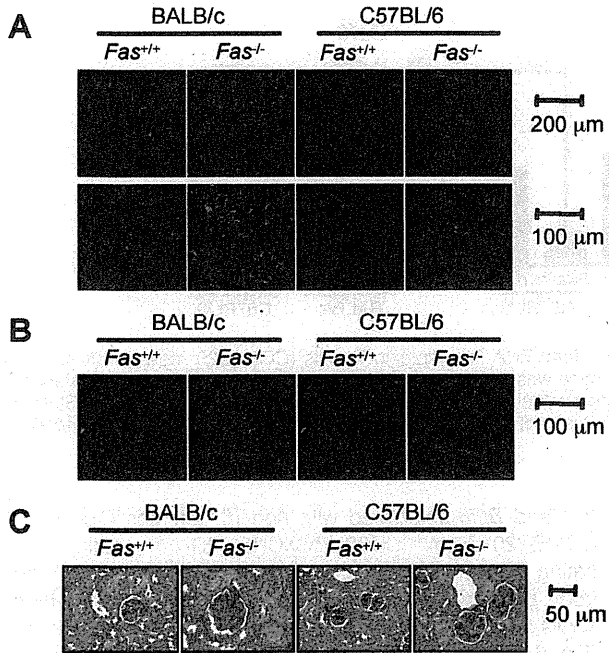 A
BALB/c C57BL/6
Fas+/+ Fas-/- Fas+/+ Fas-/-
200 μm
100 μm
B
BALB/c C57BL/6
Fas+/+ Fas-/- Fas+/+ Fas-/-
100 μm
C
BALB/c C57BL/6
Fas+/+ Fas-/- Fas+/+ Fas-/-
50 μm